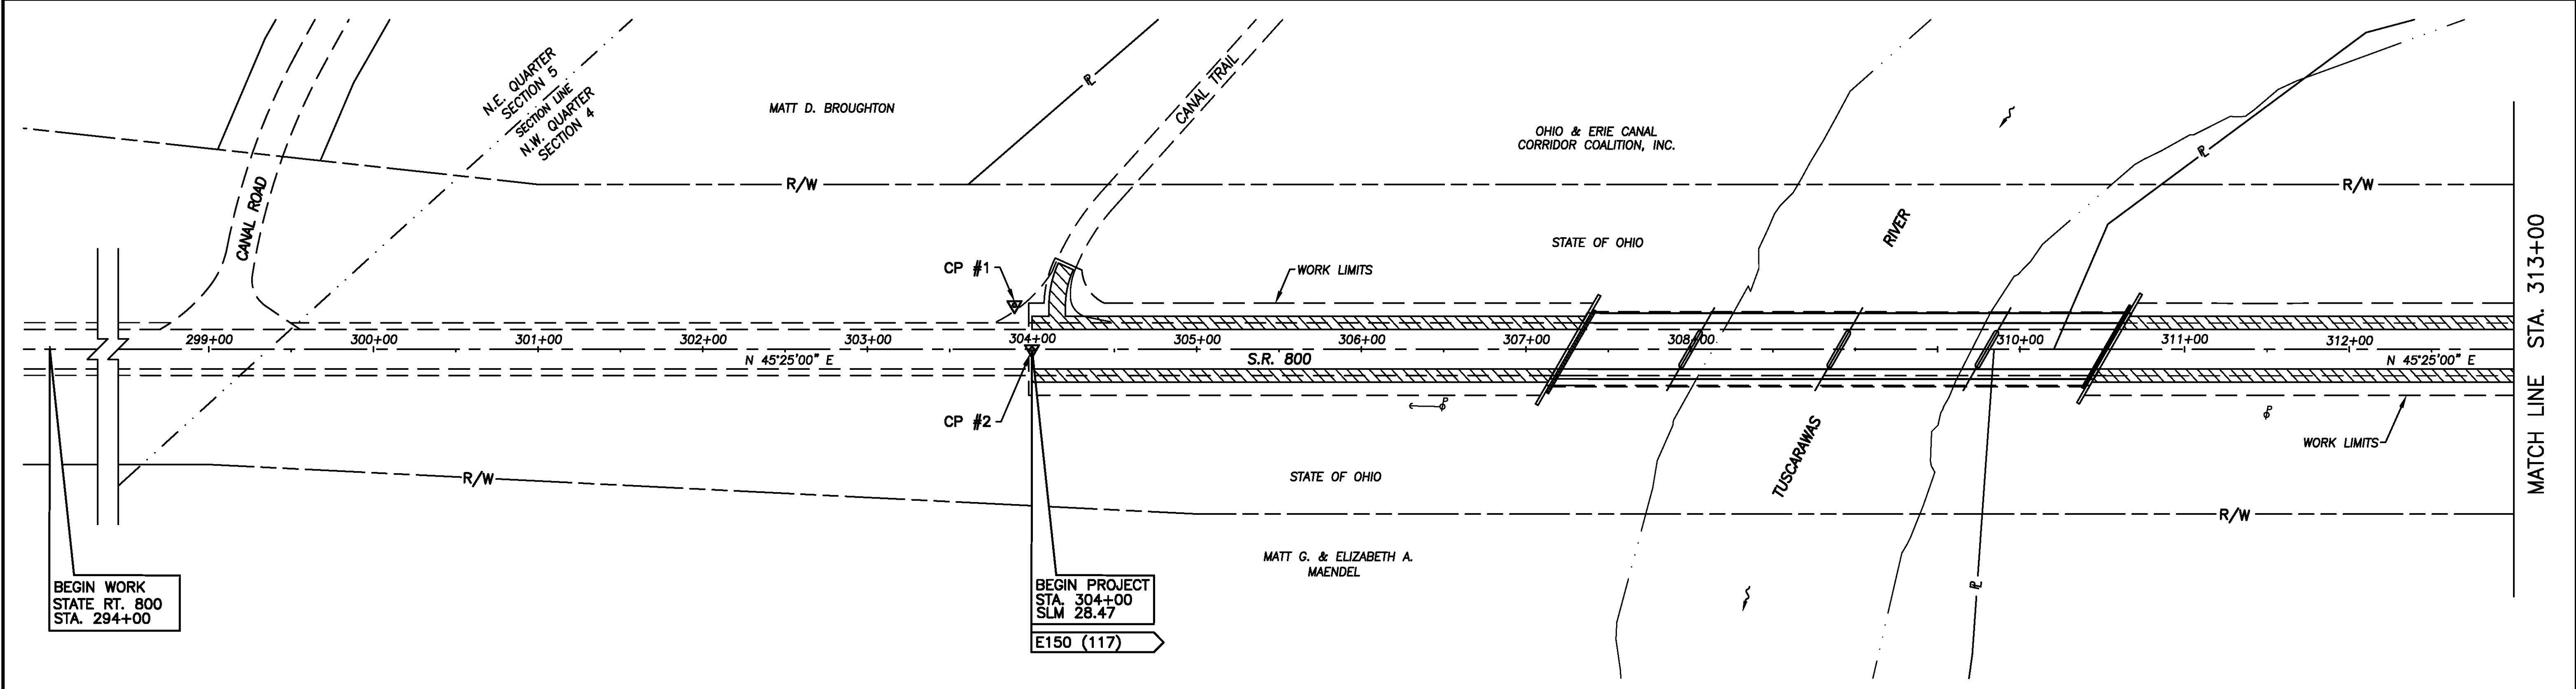 N.E. QUARTER
SECTION 5
SECTION LINE
N.W. QUARTER
SECTION 4
MATT D. BROUGHTON
PL
CANAL TRAIL
OHIO & ERIE CANAL
CORRIDOR COALITION, INC.
PL
CANAL ROAD
R/W
R/W
RIVER
STATE OF OHIO
CP #1
WORK LIMITS
299+00
300+00
301+00
302+00
303+00
304+00
305+00
306+00
307+00
308+00
310+00
311+00
312+00
N 45°25'00" E
S.R. 800
N 45°25'00" E
MATCH LINE STA. 313+00
P
P
CP #2
WORK LIMITS
TUSCARAWAS
R/W
STATE OF OHIO
R/W
MATT G. & ELIZABETH A.
MAENDEL
PL
BEGIN WORK
STATE RT. 800
STA. 294+00
BEGIN PROJECT
STA. 304+00
SLM 28.47
E150 (117)